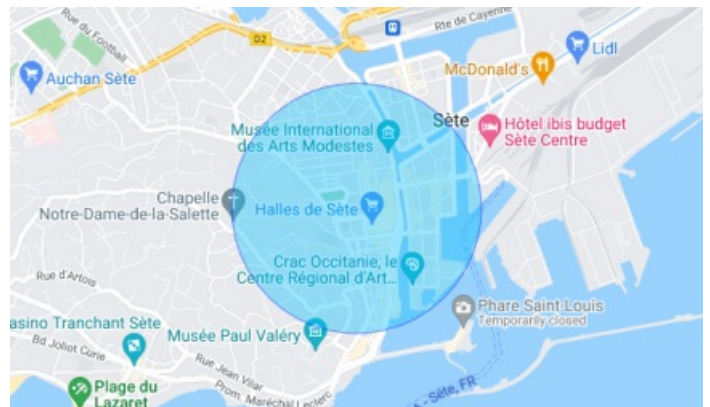 Rue du Football
D2
Rte de Cayenne
Lidl
McDonald's
Auchan Sète
Sète
Musée International
des Arts Modestes
Hôtel ibis budget
Sète Centre
Chapelle
Notre-Dame-de-la-Salette
Halles de Sète
Crac Occitanie, le
Centre Régional d'Art...
Rue d'Artois
Phare Saint-Louis
Temporarily closed
asino Tranchant Sète
Musée Paul Valéry
Bd Joliot Curie
Rue Jean Vilar
Prom. Maréchal Leclerc
Plage du
Lazaret
- Sète, FR